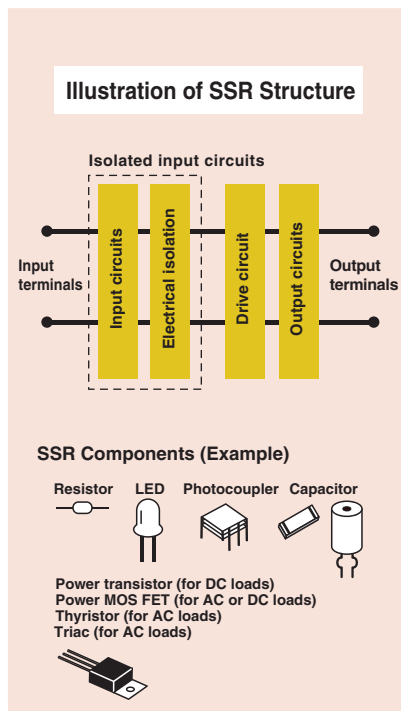 Illustration of SSR Structure
Isolated input circuits
Input circuits
Electrical isolation
Drive circuit
Output circuits
Input
terminals
Output
terminals
SSR Components (Example)
Resistor LED Photocoupler Capacitor
Power transistor (for DC loads)
Power MOS FET (for AC or DC loads)
Thyristor (for AC loads)
Triac (for AC loads)